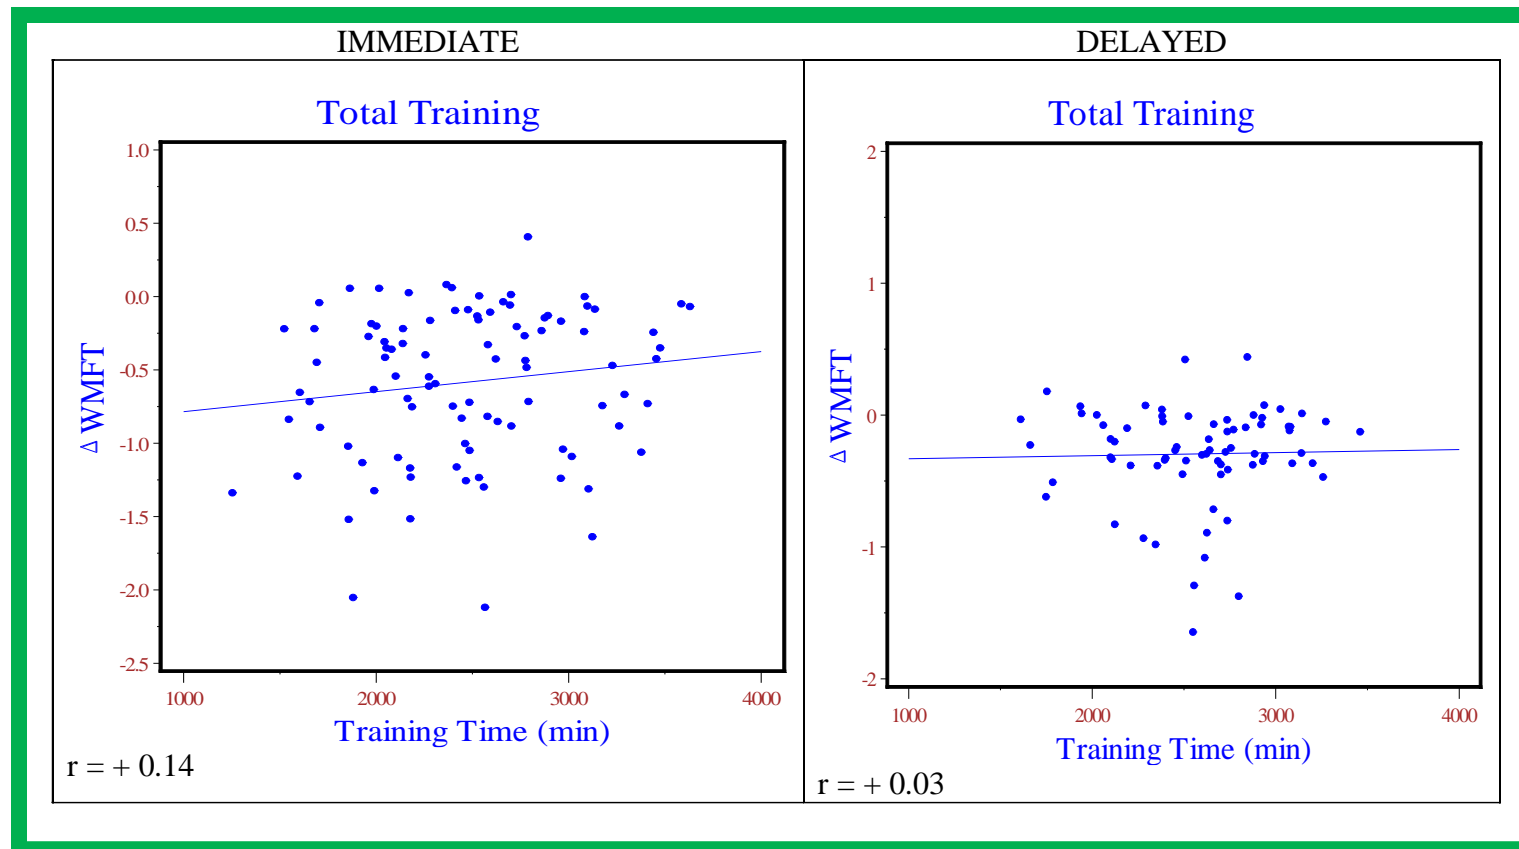 IMMEDIATE
DELAYED
Total Training
1.0
0.5
0.0
-0.5
-1.0
-1.5
-2.0
-2.5
Δ WMFT
1000 2000 3000 4000
Training Time (min)
r = + 0.14
Total Training
2
1
0
-1
-2
Δ WMFT
1000 2000 3000 4000
Training Time (min)
r = + 0.03